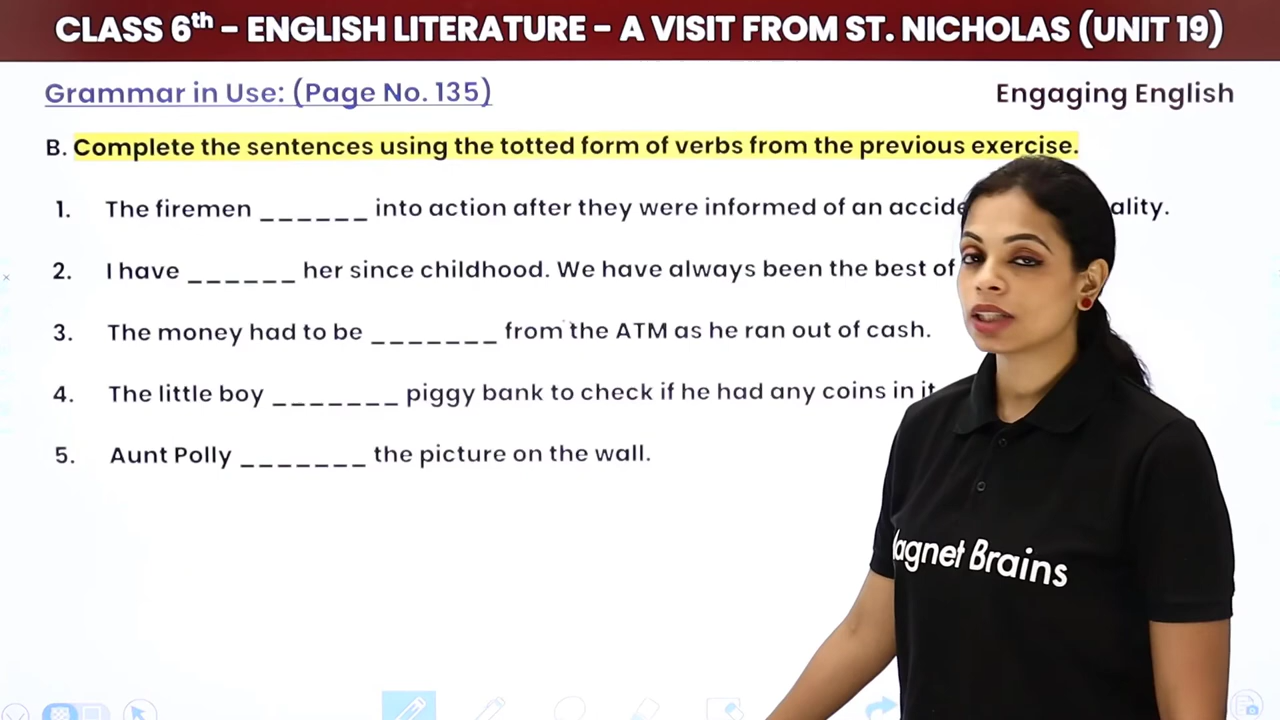 CLASS 6th – ENGLISH LITERATURE – A VISIT FROM ST. NICHOLAS (UNIT 19)
Grammar in Use: (Page No. 135) Engaging English
B. Complete the sentences using the totted form of verbs from the previous exercise.
1. The firemen ______ into action after they were informed of an
2. I have ______ her since childhood. We have always been the best of
3. The money had to be _______ from the ATM as he ran out of cash.
4. The little boy _______ piggy bank to check if he had any coins in it
5. Aunt Polly _______ the picture on the wall.
Brains